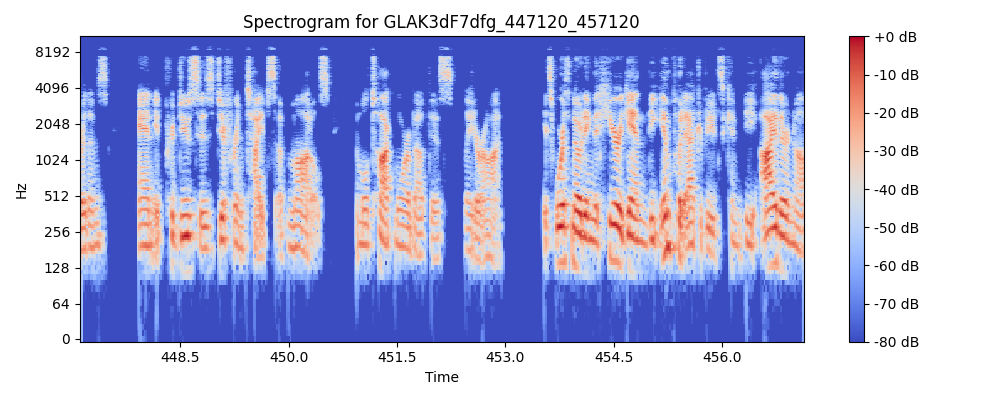 Spectrogram for GLAK3dF7dfg_447120_457120
Hz
8192
4096
2048
1024
512
256
128
64
0
448.5 450.0 451.5 453.0 454.5 456.0
Time
+0 dB
-10 dB
-20 dB
-30 dB
-40 dB
-50 dB
-60 dB
-70 dB
-80 dB